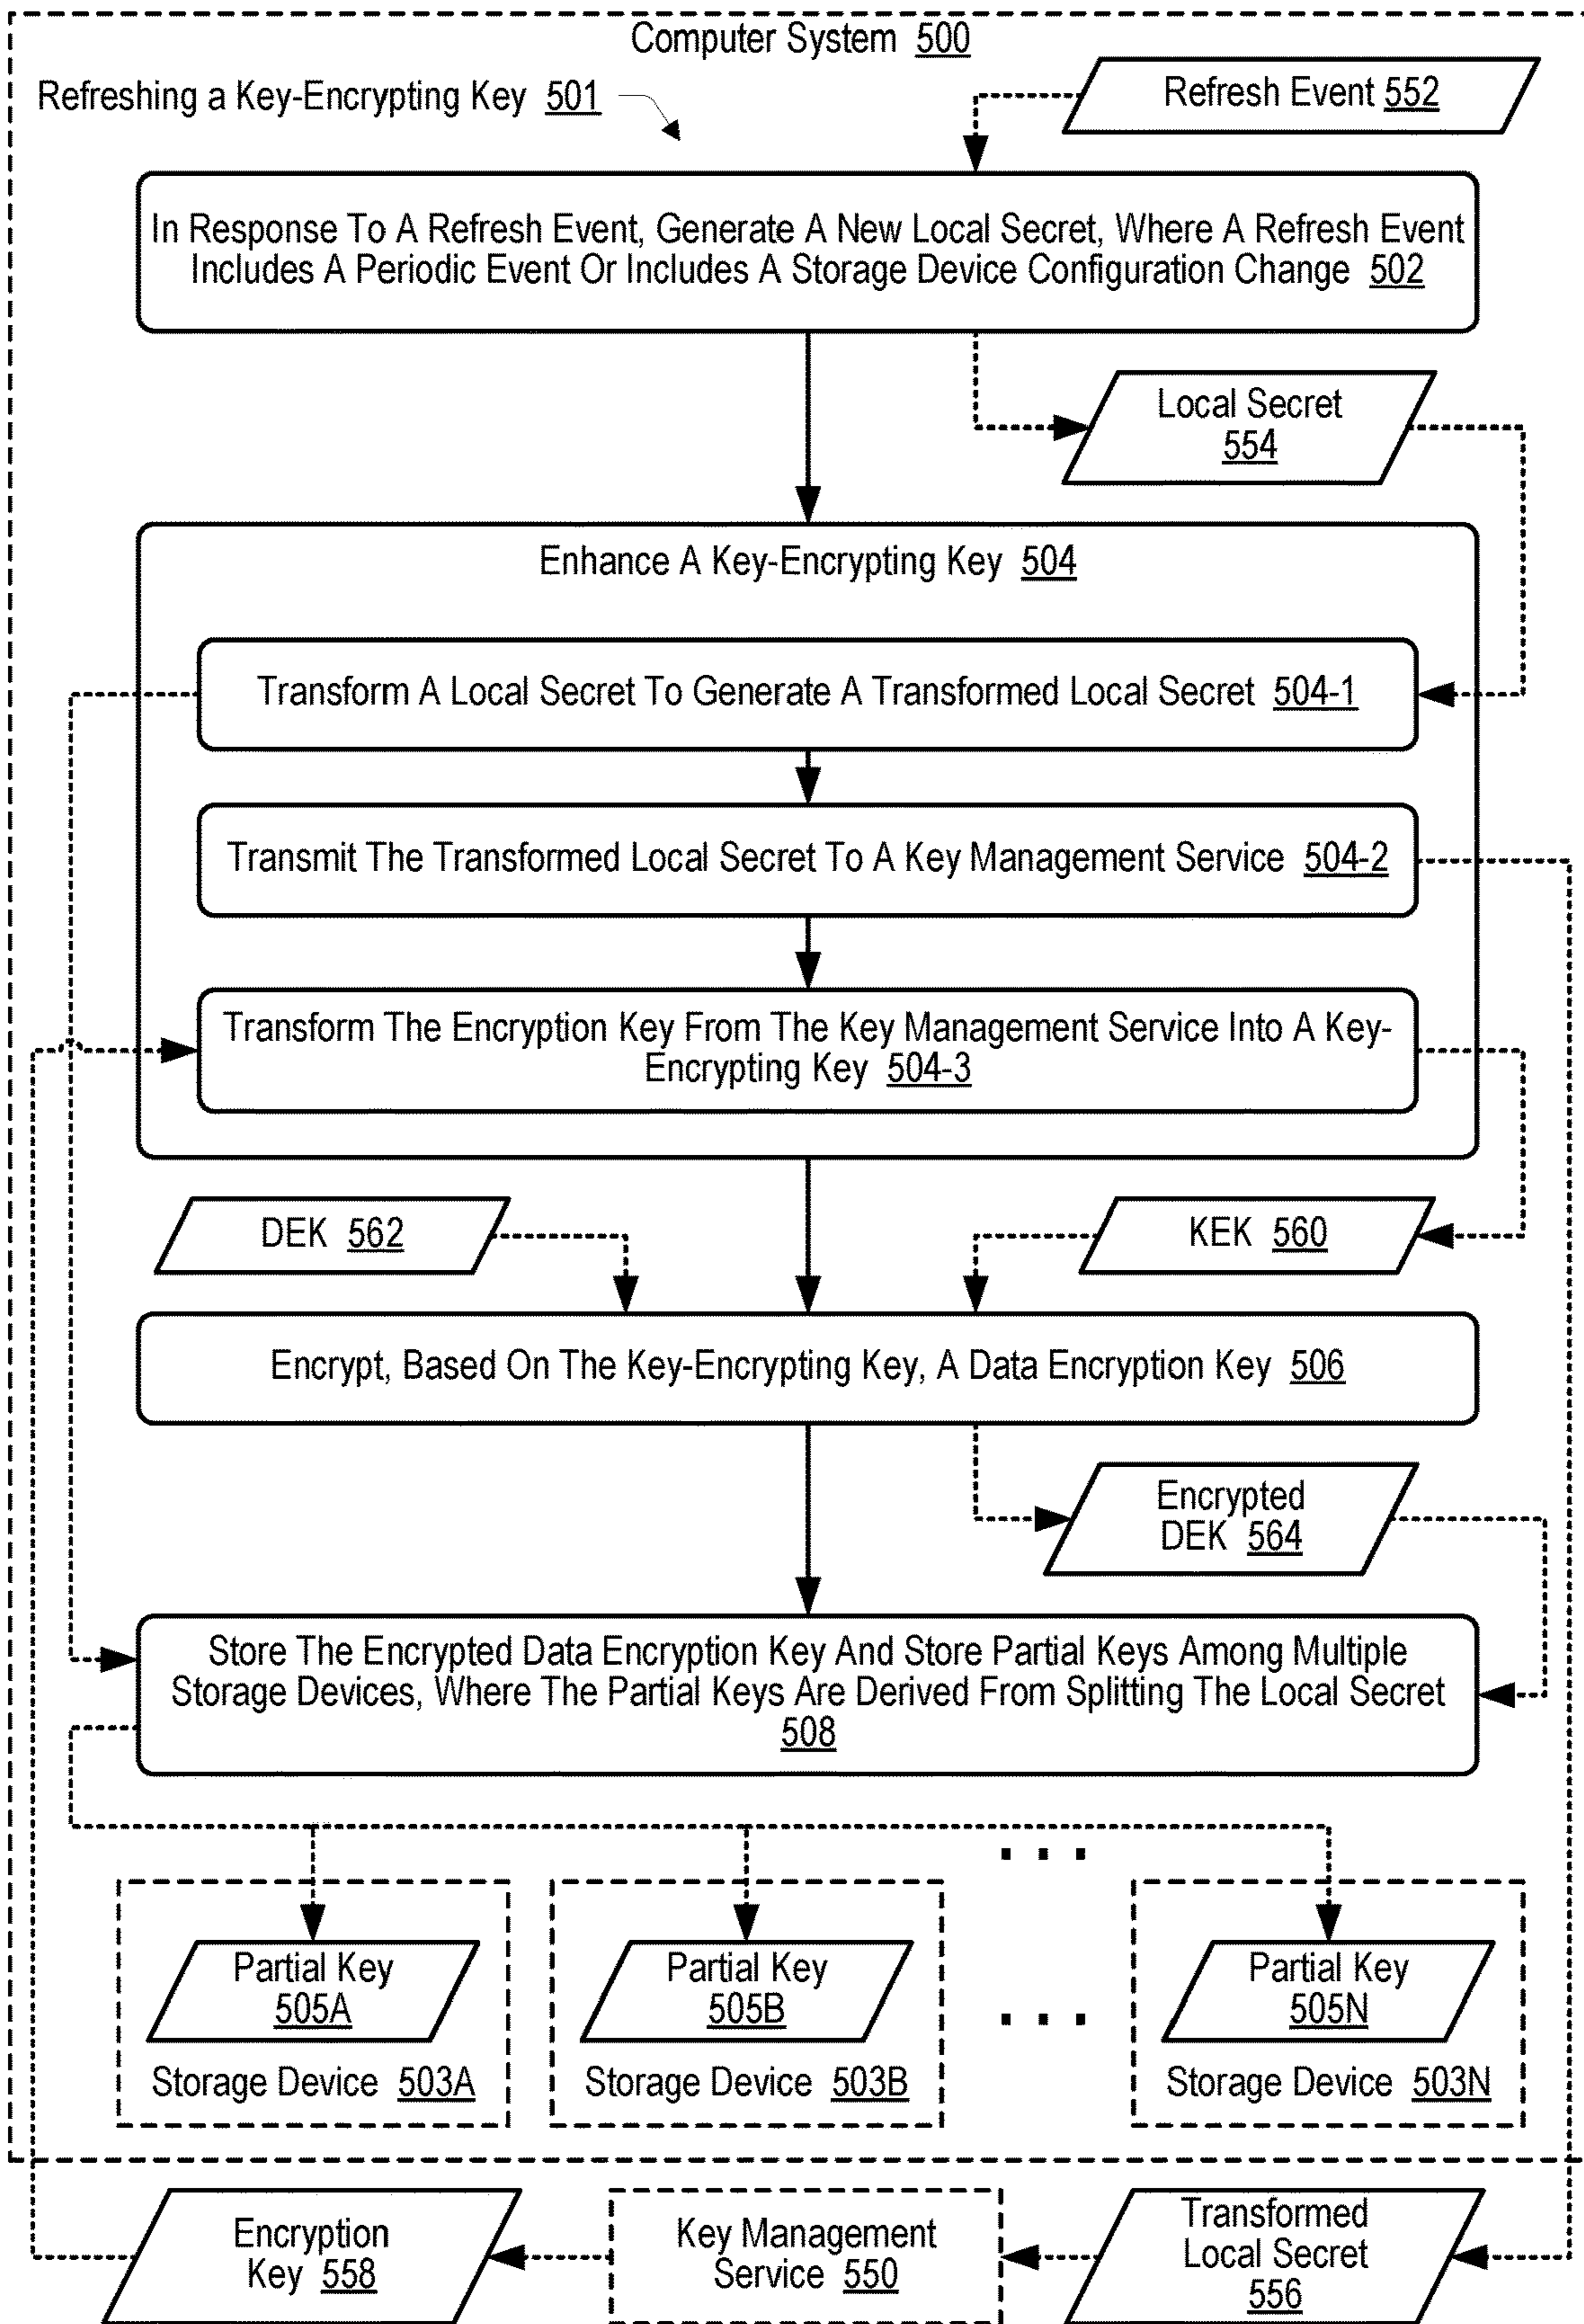 Computer System 500
Refresh Event 552
Refreshing a Key-Encrypting Key 501
In Response To A Refresh Event, Generate A New Local Secret, Where A Refresh Event
Includes A Periodic Event Or Includes A Storage Device Configuration Change 502
Local Secret
554
Enhance A Key-Encrypting Key 504
Transform A Local Secret To Generate A Transformed Local Secret 504-1
Transmit The Transformed Local Secret To A Key Management Service 504-2
Transform The Encryption Key From The Key Management Service Into A Key-
Encrypting Key 504-3
DEK 562
KEK 560
Encrypt, Based On The Key-Encrypting Key, A Data Encryption Key 506
Encrypted
DEK 564
Store The Encrypted Data Encryption Key And Store Partial Keys Among Multiple
Storage Devices, Where The Partial Keys Are Derived From Splitting The Local Secret
508
. . .
Partial Key
505A
Storage Device 503A
Partial Key
505B
Storage Device 503B
. . .
Partial Key
505N
Storage Device 503N
Encryption
Key 558
Key Management
Service 550
Transformed
Local Secret
556